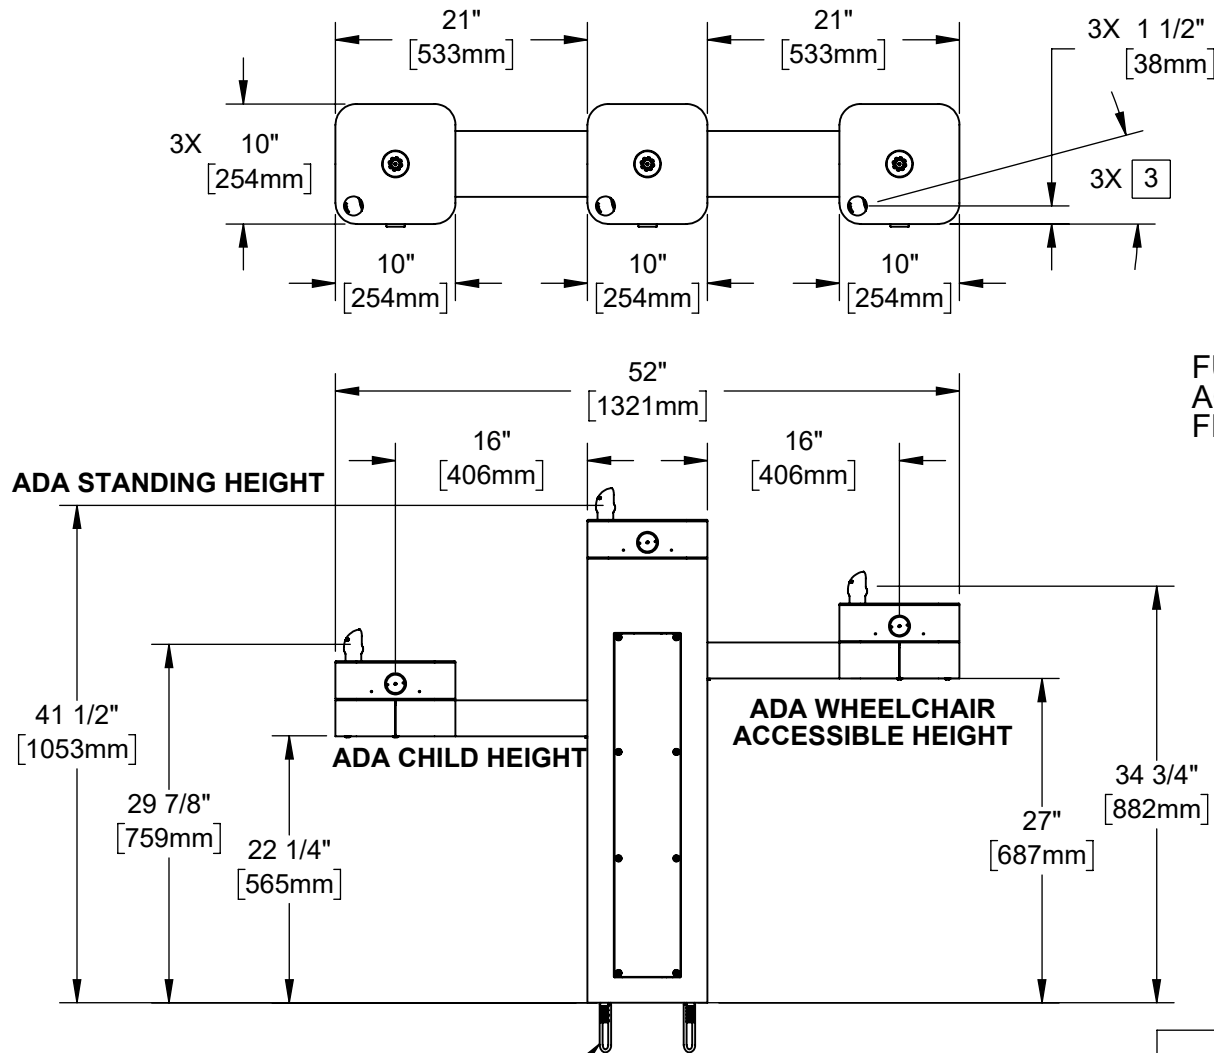 21"
[533mm]
21"
[533mm]
3X 1 1/2"
[38mm]
3X 10"
[254mm]
3X 3
10"
[254mm]
10"
[254mm]
10"
[254mm]
52"
[1321mm]
16"
[406mm]
16"
[406mm]
ADA STANDING HEIGHT
ADA WHEELCHAIR
ACCESSIBLE HEIGHT
ADA CHILD HEIGHT
41 1/2"
[1053mm]
29 7/8"
[759mm]
22 1/4"
[565mm]
34 3/4"
[882mm]
27"
[687mm]